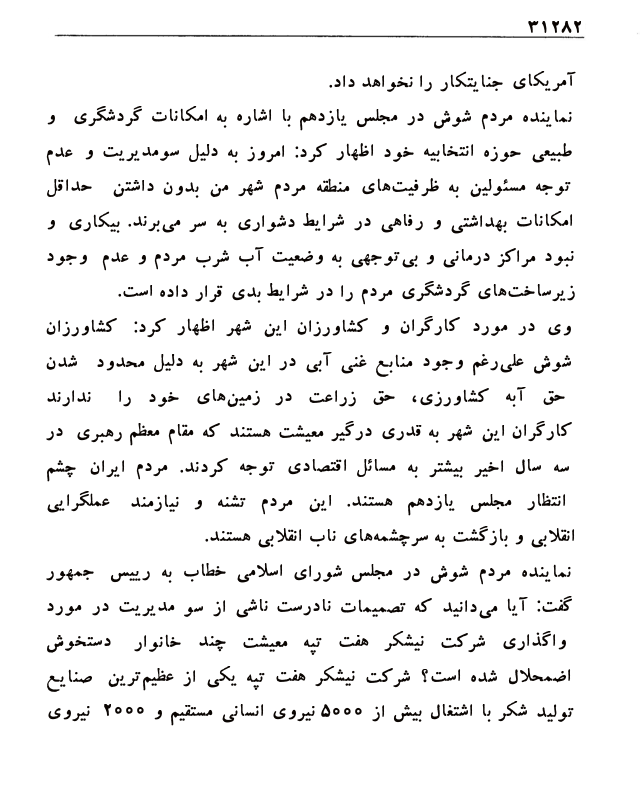 ۳۱۲۸۲
آمریکای جنایتکار را نخواهد داد.
نماینده مردم شوش در مجلس یازدهم با اشاره به امکانات گردشگری و
طبیعی حوزه انتخابیه خود اظهار کرد: امروز به دلیل سومدیریت و عدم
توجه مسئولین به ظرفیت‌های منطقه مردم شهر من بدون داشتن حداقل
امکانات بهداشتی و رفاهی در شرایط دشواری به سر می‌برند. بیکاری و
نبود مراکز درمانی و بی‌توجهی به وضعیت آب شرب مردم و عدم وجود
زیرساخت‌های گردشگری مردم را در شرایط بدی قرار داده است.
وی در مورد کارگران و کشاورزان این شهر اظهار کرد: کشاورزان
شوش علی‌رغم وجود منابع غنی آبی در این شهر به دلیل محدود شدن
حق آبه کشاورزی، حق زراعت در زمین‌های خود را ندارند
کارگران این شهر به قدری درگیر معیشت هستند که مقام معظم رهبری در
سه سال اخیر بیشتر به مسائل اقتصادی توجه کردند. مردم ایران چشم
انتظار مجلس یازدهم هستند. این مردم تشنه و نیازمند عملگرایی
انقلابی و بازگشت به سرچشمه‌های ناب انقلابی هستند.
نماینده مردم شوش در مجلس شورای اسلامی خطاب به رییس جمهور
گفت: آیا می‌دانید که تصمیمات نادرست ناشی از سو مدیریت در مورد
واگذاری شرکت نیشکر هفت تپه معیشت چند خانوار دستخوش
اضمحلال شده است؟ شرکت نیشکر هفت تپه یکی از عظیم‌ترین صنایع
تولید شکر با اشتغال بیش از ۵۰۰۰ نیروی انسانی مستقیم و ۲۰۰۰ نیروی